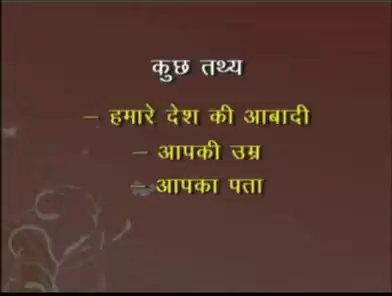 कुछ तथ्य
– हमारे देश की आबादी
– आपकी उम्र
– आपका पता